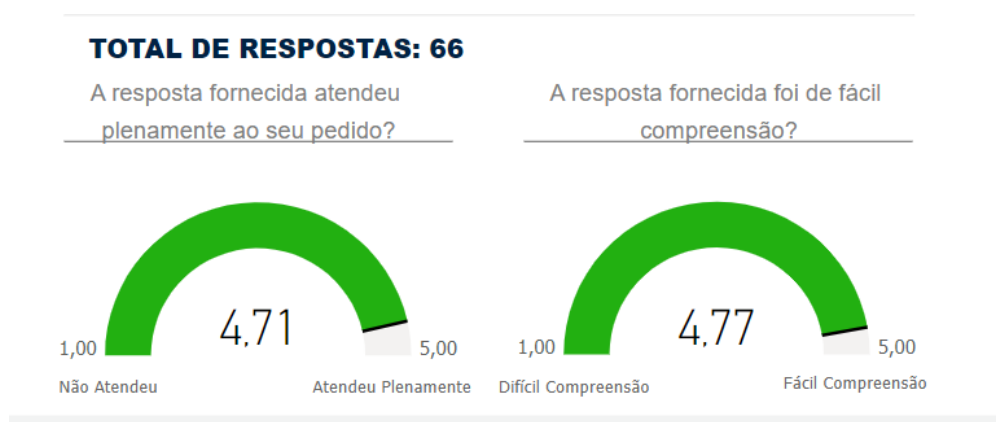 TOTAL DE RESPOSTAS: 66
A resposta fornecida atendeu
plenamente ao seu pedido?
4,71
1,00
5,00
Não Atendeu
Atendeu Plenamente
A resposta fornecida foi de fácil
compreensão?
4,77
1,00
5,00
Difícil Compreensão
Fácil Compreensão